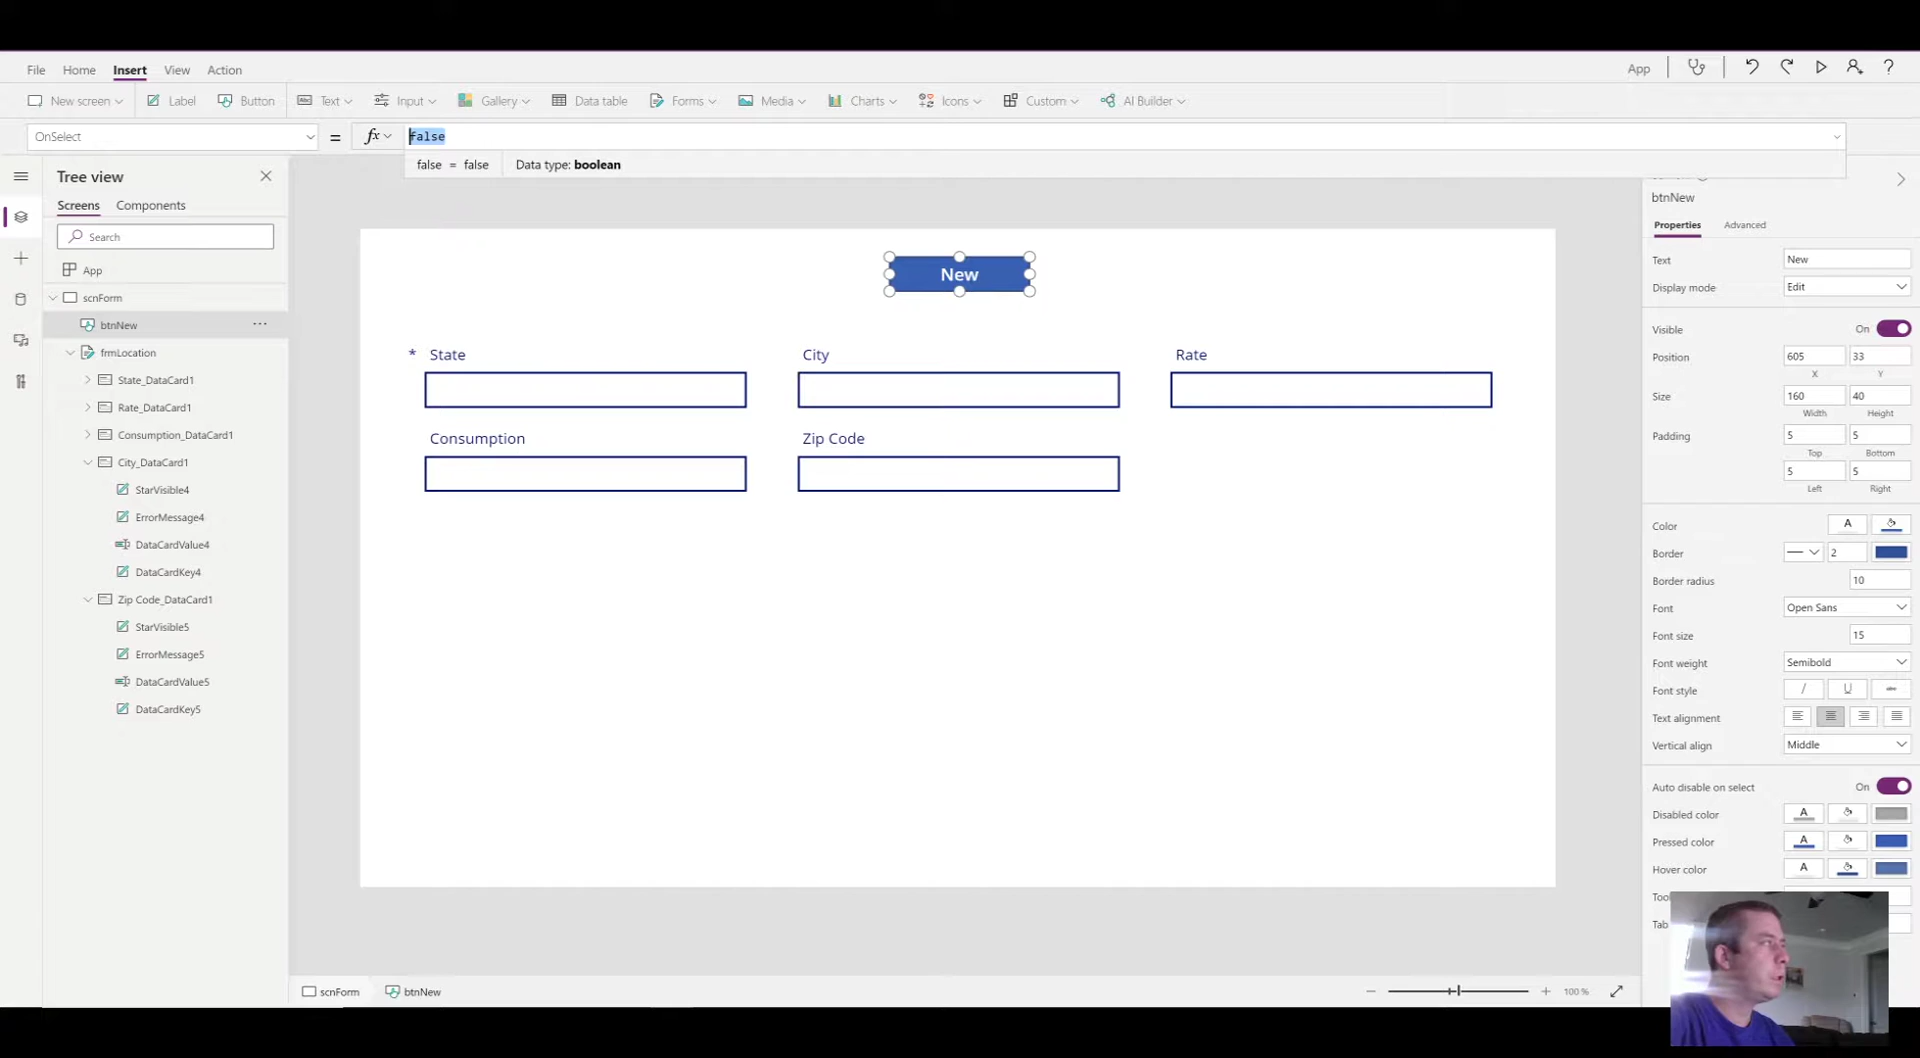 File Home Insert View Action App
New screen Label Button Text Input Gallery Data table Forms Media Charts Icons Custom AI Builder
OnSelect = fx false
false = false Data type: boolean
Tree view
Screens Components
Search
App
scnForm
btnNew
frmLocation
State_DataCard1
Rate_DataCard1
Consumption_DataCard1
City_DataCard1
StarVisible4
ErrorMessage4
DataCardValue4
DataCardKey4
Zip Code_DataCard1
StarVisible5
ErrorMessage5
DataCardValue5
DataCardKey5
New
* State City Rate
Consumption Zip Code
scnForm btnNew
100 %
btnNew
Properties Advanced
Text New
Display mode Edit
Visible On
Position 605 33
X Y
Size 160 40
Width Height
Padding 5 5
Top Bottom
5 5
Left Right
Color A
Border 2
Border radius 10
Font Open Sans
Font size 15
Font weight Semibold
Font style / U abc
Text alignment
Vertical align Middle
Auto disable on select On
Disabled color A
Pressed color A
Hover color A
Tab